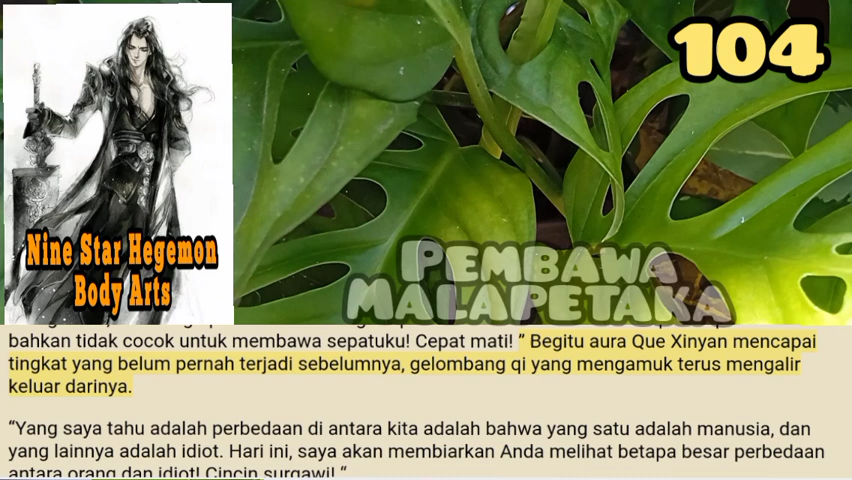 104
Nine Star Hegemon
Body Arts
PEMBAWA
MALAPETAKA
bahkan tidak cocok untuk membawa sepatuku! Cepat mati! ” Begitu aura Que Xinyan mencapai
tingkat yang belum pernah terjadi sebelumnya, gelombang qi yang mengamuk terus mengalir
keluar darinya.
“Yang saya tahu adalah perbedaan di antara kita adalah bahwa yang satu adalah manusia, dan
yang lainnya adalah idiot. Hari ini, saya akan membiarkan Anda melihat betapa besar perbedaan
antara orang dan idiot! Cincin surgawi! “